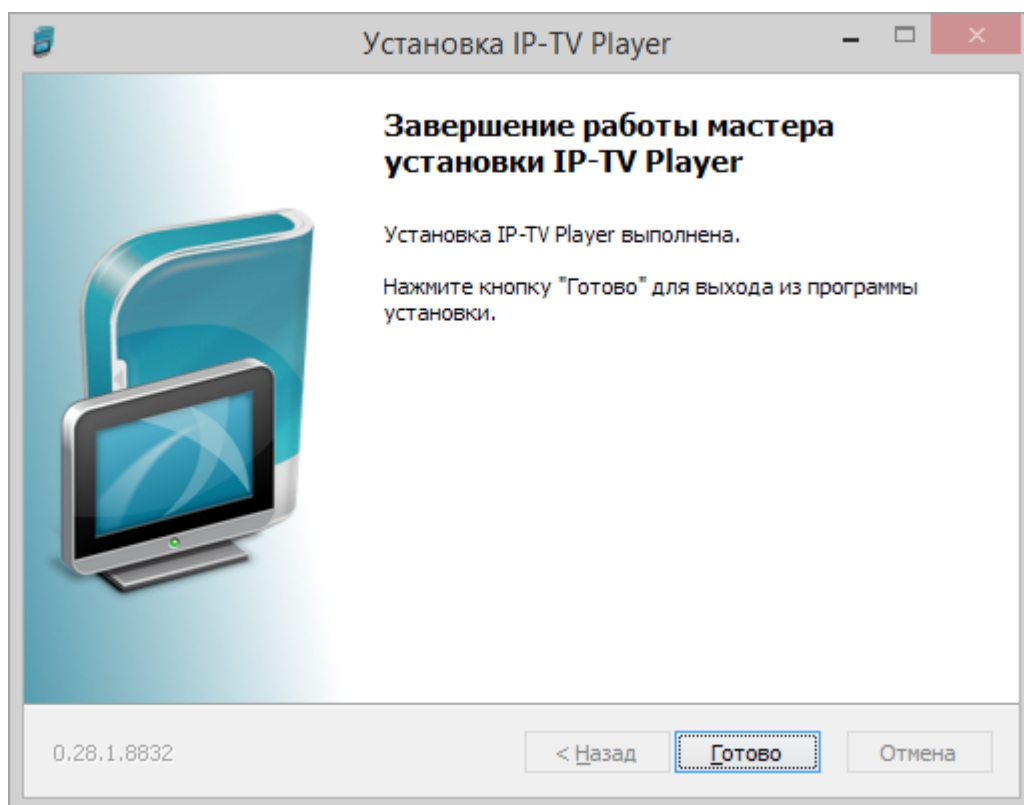 Установка IP-TV Player
Завершение работы мастера
установки IP-TV Player
Установка IP-TV Player выполнена.
Нажмите кнопку "Готово" для выхода из программы
установки.
0.28.1.8832
< Назад
Готово
Отмена